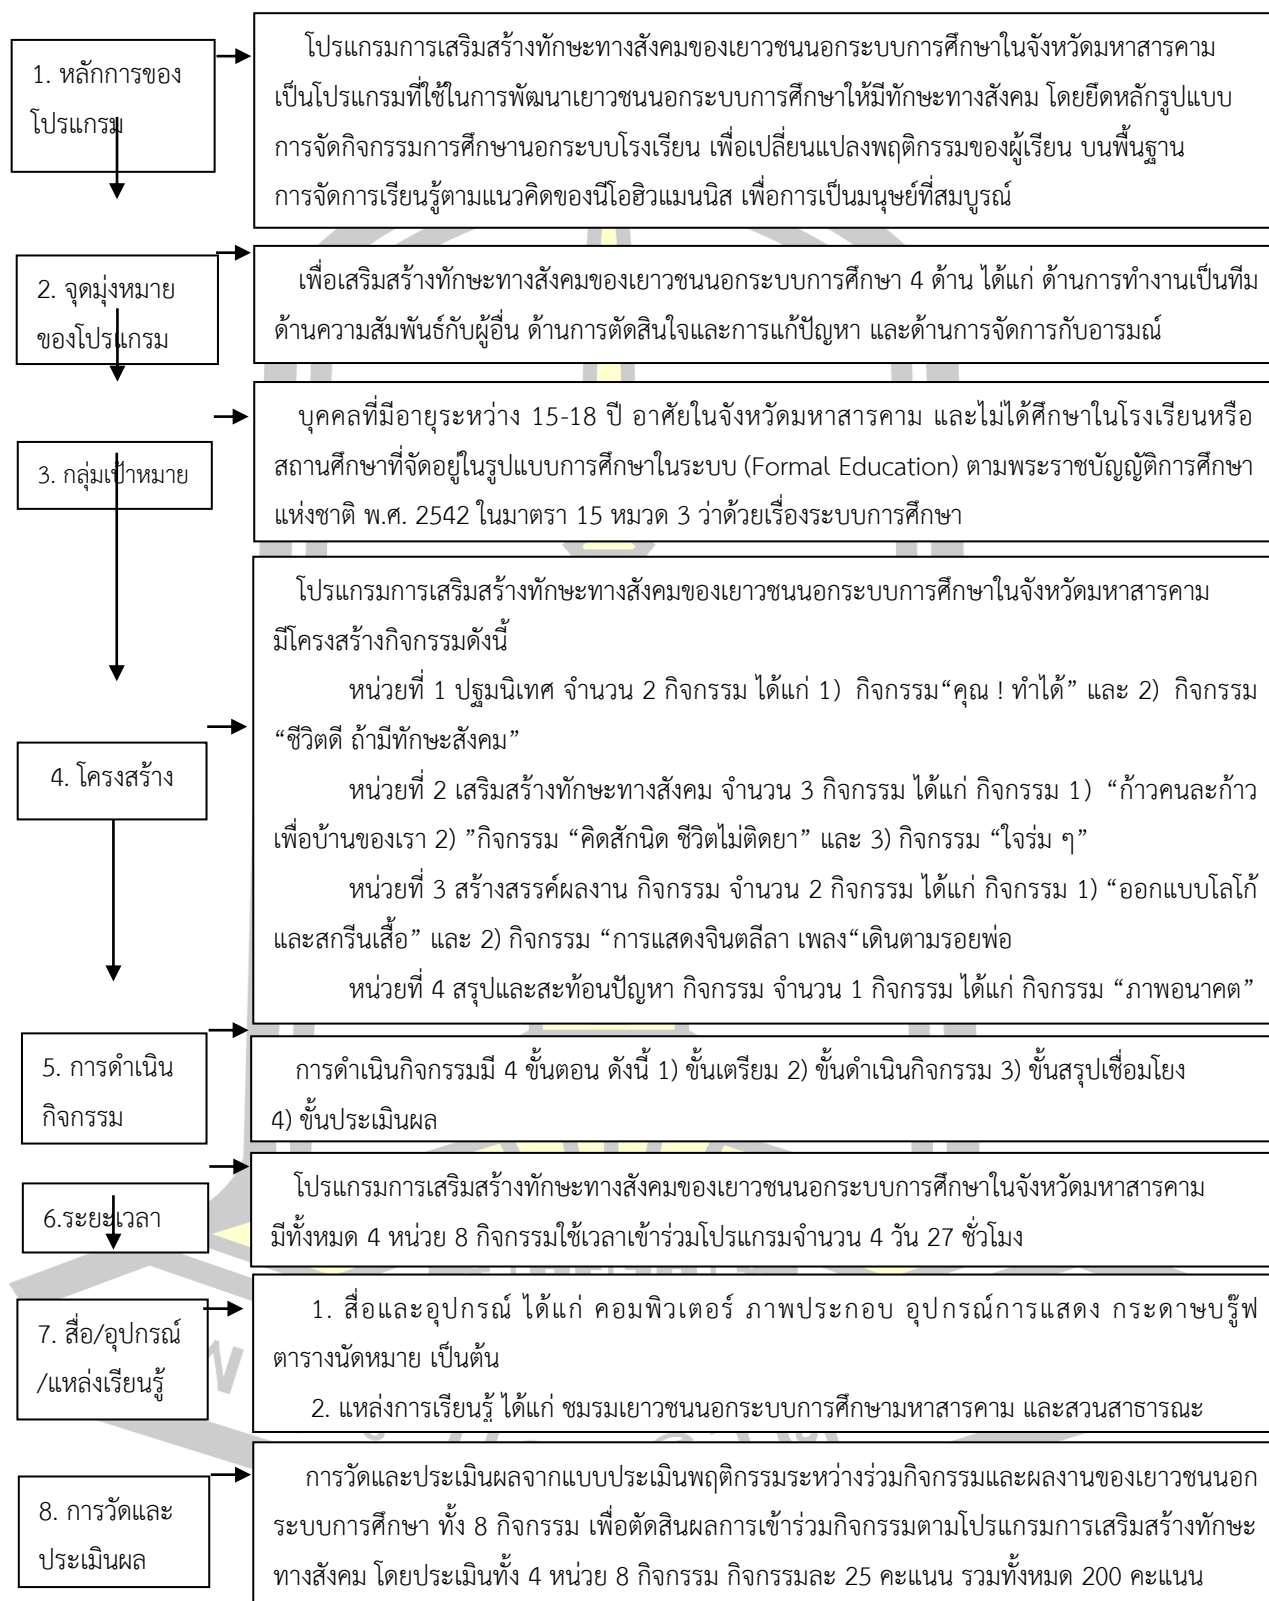 1. หลักการของ
โปรแกรม
โปรแกรมการเสริมสร้างทักษะทางสังคมของเยาวชนนอกระบบการศึกษาในจังหวัดมหาสารคาม
เป็นโปรแกรมที่ใช้ในการพัฒนาเยาวชนนอกระบบการศึกษาให้มีทักษะทางสังคม โดยยึดหลักรูปแบบ
การจัดกิจกรรมการศึกษานอกระบบโรงเรียน เพื่อเปลี่ยนแปลงพฤติกรรมของผู้เรียน บนพื้นฐาน
การจัดการเรียนรู้ตามแนวคิดของนีโอฮิวแมนนิส เพื่อการเป็นมนุษย์ที่สมบูรณ์
2. จุดมุ่งหมาย
ของโปรแกรม
เพื่อเสริมสร้างทักษะทางสังคมของเยาวชนนอกระบบการศึกษา 4 ด้าน ได้แก่ ด้านการทำงานเป็นทีม
ด้านความสัมพันธ์กับผู้อื่น ด้านการตัดสินใจและการแก้ปัญหา และด้านการจัดการกับอารมณ์
3. กลุ่มเป้าหมาย
บุคคลที่มีอายุระหว่าง 15-18 ปี อาศัยในจังหวัดมหาสารคาม และไม่ได้ศึกษาในโรงเรียนหรือ
สถานศึกษาที่จัดอยู่ในรูปแบบการศึกษาในระบบ (Formal Education) ตามพระราชบัญญัติการศึกษา
แห่งชาติ พ.ศ. 2542 ในมาตรา 15 หมวด 3 ว่าด้วยเรื่องระบบการศึกษา
4. โครงสร้าง
โปรแกรมการเสริมสร้างทักษะทางสังคมของเยาวชนนอกระบบการศึกษาในจังหวัดมหาสารคาม
มีโครงสร้างกิจกรรมดังนี้
หน่วยที่ 1 ปฐมนิเทศ จำนวน 2 กิจกรรม ได้แก่ 1) กิจกรรม“คุณ ! ทำได้” และ 2) กิจกรรม
“ชีวิตดี ถ้ามีทักษะสังคม”
หน่วยที่ 2 เสริมสร้างทักษะทางสังคม จำนวน 3 กิจกรรม ได้แก่ กิจกรรม 1) “ก้าวคนละก้าว
เพื่อบ้านของเรา 2) ”กิจกรรม “คิดสักนิด ชีวิตไม่ติดยา” และ 3) กิจกรรม “ใจร่ม ๆ”
หน่วยที่ 3 สร้างสรรค์ผลงาน กิจกรรม จำนวน 2 กิจกรรม ได้แก่ กิจกรรม 1) “ออกแบบโลโก้
และสกรีนเสื้อ” และ 2) กิจกรรม “การแสดงจินตลีลา เพลง“เดินตามรอยพ่อ
หน่วยที่ 4 สรุปและสะท้อนปัญหา กิจกรรม จำนวน 1 กิจกรรม ได้แก่ กิจกรรม “ภาพอนาคต”
5. การดำเนิน
กิจกรรม
การดำเนินกิจกรรมมี 4 ขั้นตอน ดังนี้ 1) ขั้นเตรียม 2) ขั้นดำเนินกิจกรรม 3) ขั้นสรุปเชื่อมโยง
4) ขั้นประเมินผล
6.ระยะเวลา
โปรแกรมการเสริมสร้างทักษะทางสังคมของเยาวชนนอกระบบการศึกษาในจังหวัดมหาสารคาม
มีทั้งหมด 4 หน่วย 8 กิจกรรมใช้เวลาเข้าร่วมโปรแกรมจำนวน 4 วัน 27 ชั่วโมง
7. สื่อ/อุปกรณ์
/แหล่งเรียนรู้
1. สื่อและอุปกรณ์ ได้แก่ คอมพิวเตอร์ ภาพประกอบ อุปกรณ์การแสดง กระดาษบรู๊ฟ
ตารางนัดหมาย เป็นต้น
2. แหล่งการเรียนรู้ ได้แก่ ชมรมเยาวชนนอกระบบการศึกษามหาสารคาม และสวนสาธารณะ
8. การวัดและ
ประเมินผล
การวัดและประเมินผลจากแบบประเมินพฤติกรรมระหว่างร่วมกิจกรรมและผลงานของเยาวชนนอก
ระบบการศึกษา ทั้ง 8 กิจกรรม เพื่อตัดสินผลการเข้าร่วมกิจกรรมตามโปรแกรมการเสริมสร้างทักษะ
ทางสังคม โดยประเมินทั้ง 4 หน่วย 8 กิจกรรม กิจกรรมละ 25 คะแนน รวมทั้งหมด 200 คะแนน